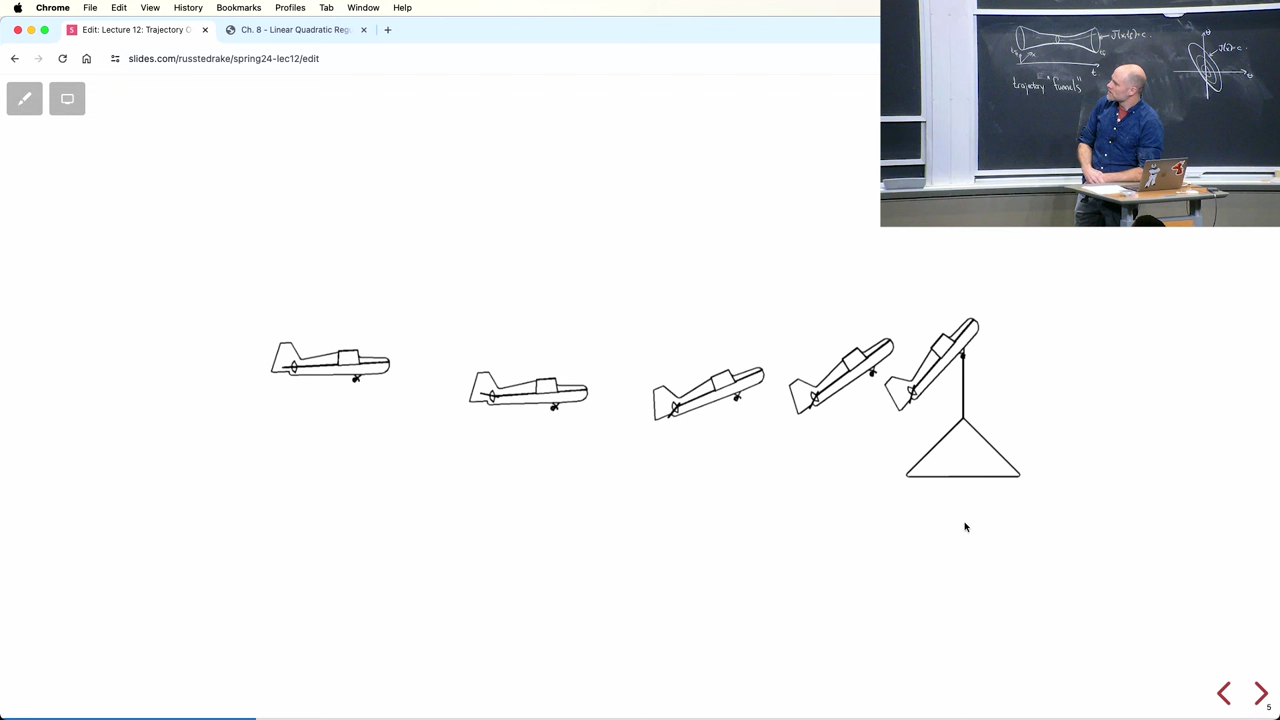 Chrome File Edit View History Bookmarks Profiles Tab Window Help
Edit: Lecture 12: Trajectory
Ch. 8 - Linear Quadratic Reg
slides.com/russtedrake/spring24-lec12/edit
trajectory "funnels"
5